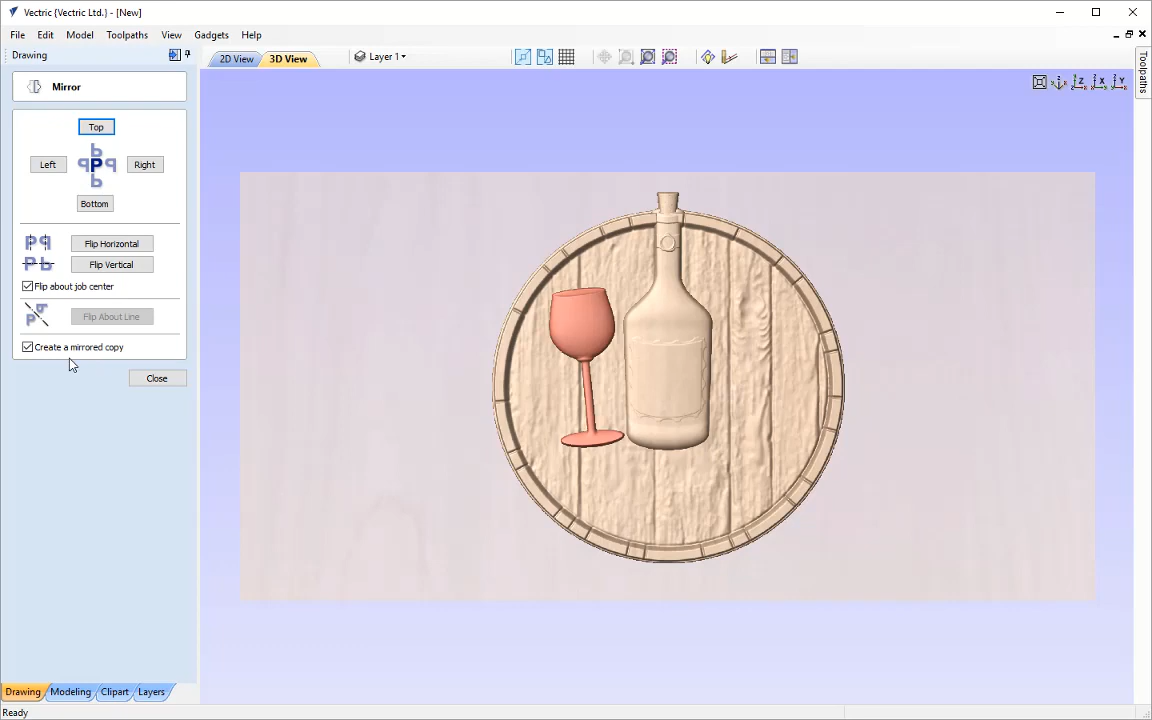 Vectric {Vectric Ltd.} - [New]
File Edit Model Toolpaths View Gadgets Help
Drawing
2D View 3D View Layer 1
Toolpaths
Mirror
Top
Left Right
Bottom
Flip Horizontal
Flip Vertical
Flip about job center
Flip About Line
Create a mirrored copy
Close
Drawing Modeling Clipart Layers
Ready